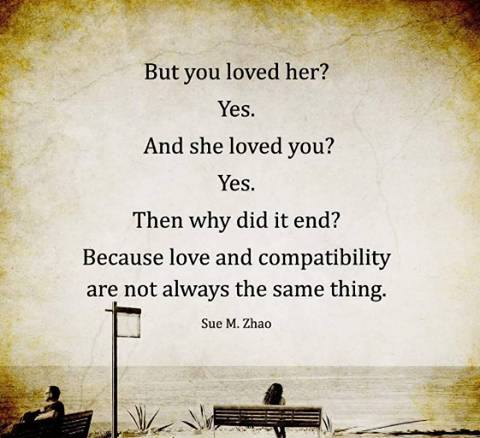 But you loved her?
Yes.
And she loved you?
Yes.
Then why did it end?
Because love and compatibility
are not always the same thing.
Sue M. Zhao